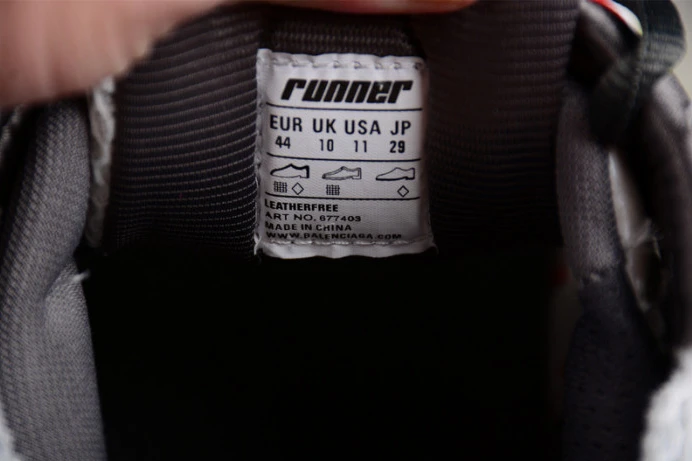 runner
EUR UK USA JP
44 10 11 29
LEATHERFREE
ART NO. 677403
MADE IN CHINA
WWW.BALENCIAGA.COM